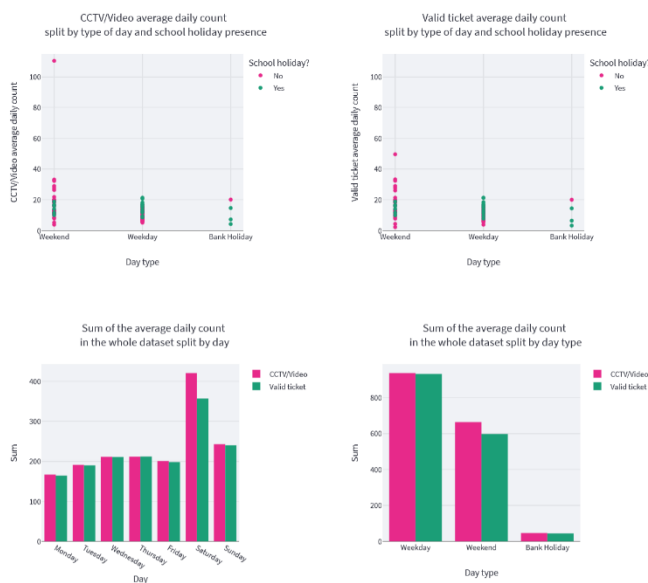 CCTV/Video average daily count
split by type of day and school holiday presence
School holiday?
No
Yes
CCTV/Video average daily count
100
80
60
40
20
0
Weekend
Weekday
Bank Holiday
Day type
Valid ticket average daily count
split by type of day and school holiday presence
School holiday?
No
Yes
Valid ticket average daily count
100
80
60
40
20
0
Weekend
Weekday
Bank Holiday
Day type
Sum of the average daily count
in the whole dataset split by day
CCTV/Video
Valid ticket
Sum
400
300
200
100
0
Monday
Tuesday
Wednesday
Thursday
Friday
Saturday
Sunday
Day
Sum of the average daily count
in the whole dataset split by day type
CCTV/Video
Valid ticket
Sum
800
600
400
200
0
Weekday
Weekend
Bank Holiday
Day type